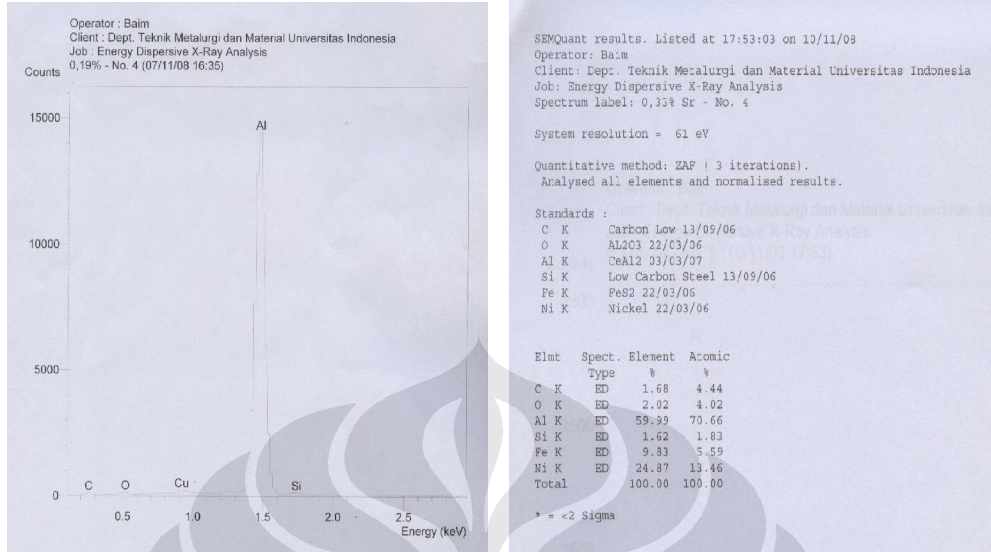 Operator : Baim
Client : Dept. Teknik Metalurgi dan Material Universitas Indonesia
Job : Energy Dispersive X-Ray Analysis
0,19% - No. 4 (07/11/08 16:35)
Counts
15000
Al
10000
5000
C O Cu Si
0
0.5 1.0 1.5 2.0 2.5
Energy (keV)
SEMQuant results. Listed at 17:53:03 on 10/11/08
Operator: Baim
Client: Dept. Teknik Metalurgi dan Material Universitas Indonesia
Job: Energy Dispersive X-Ray Analysis
Spectrum label: 0,33% Sr - No. 4
System resolution = 61 eV
Quantitative method: ZAF ( 3 iterations).
Analysed all elements and normalised results.
Standards :
C K Carbon Low 13/09/06
O K AL2O3 22/03/06
Al K CeAl2 03/03/07
Si K Low Carbon Steel 13/09/06
Fe K FeS2 22/03/06
Ni K Nickel 22/03/06
Elmt Spect. Element Atomic
Type % %
C K ED 1.68 4.44
O K ED 2.02 4.02
Al K ED 59.99 70.66
Si K ED 1.62 1.83
Fe K ED 9.83 5.59
Ni K ED 24.87 13.46
Total 100.00 100.00
* = <2 Sigma